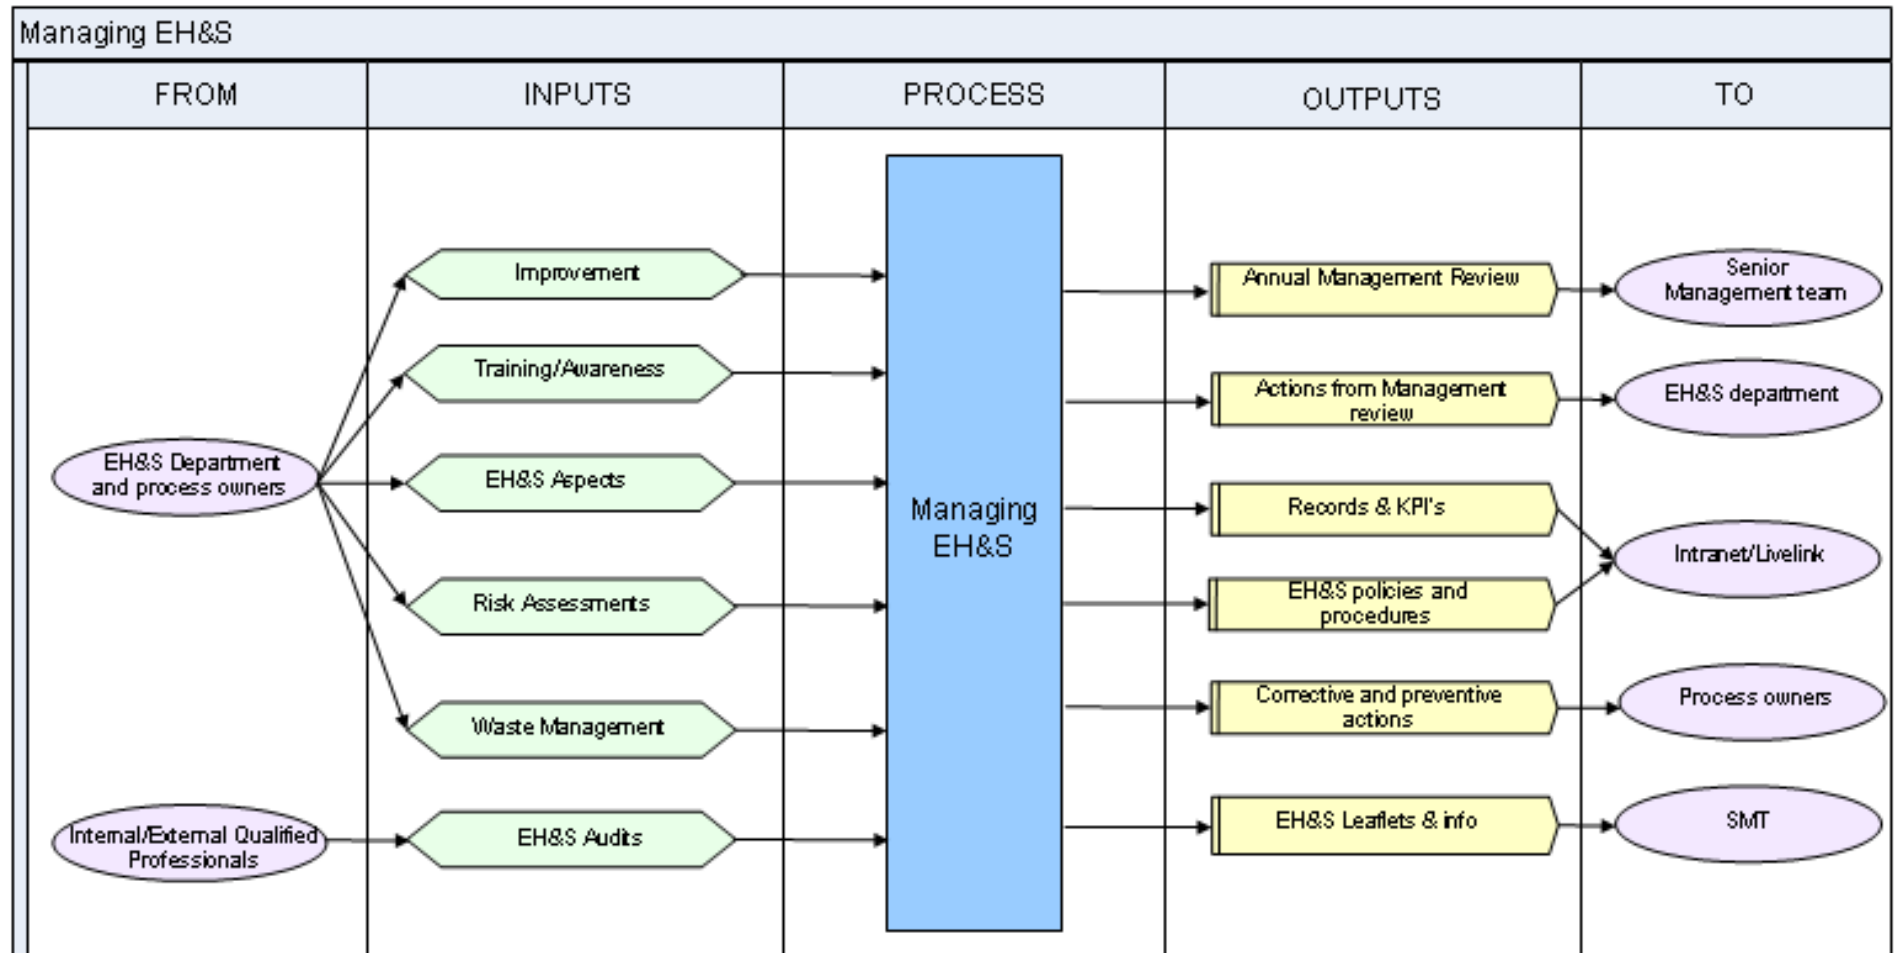 Managing EH&S
FROM
INPUTS
PROCESS
OUTPUTS
TO
EH&S Department
and process owners
Internal/External Qualified
Professionals
Improvement
Training/Awareness
EH&S Aspects
Risk Assessments
Waste Management
EH&S Audits
Managing
EH&S
Annual Management Review
Actions from Management
review
Records & KPI's
EH&S policies and
procedures
Corrective and preventive
actions
EH&S Leaflets & info
Senior
Management team
EH&S department
Intranet/Livelink
Process owners
SMT